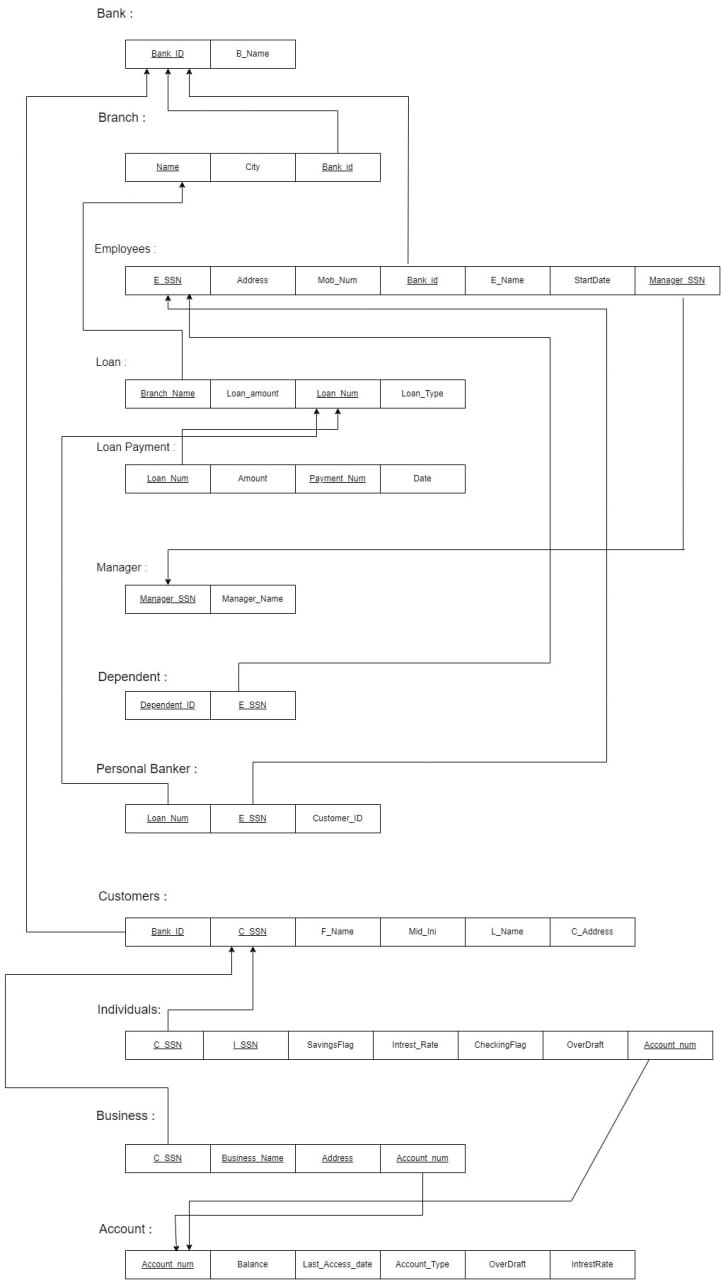 Bank :
Bank_ID B_Name
Branch :
Name City Bank_id
Employees :
E_SSN Address Mob_Num Bank_id E_Name StartDate Manager_SSN
Loan :
Branch_Name Loan_amount Loan_Num Loan_Type
Loan Payment :
Loan_Num Amount Payment_Num Date
Manager :
Manager_SSN Manager_Name
Dependent :
Dependent_ID E_SSN
Personal Banker :
Loan_Num E_SSN Customer_ID
Customers :
Bank_ID C_SSN F_Name Mid_Ini L_Name C_Address
Individuals:
C_SSN I_SSN SavingsFlag Intrest_Rate CheckingFlag OverDraft Account_num
Business :
C_SSN Business_Name Address Account_num
Account :
Account_num Balance Last_Access_date Account_Type OverDraft IntrestRate